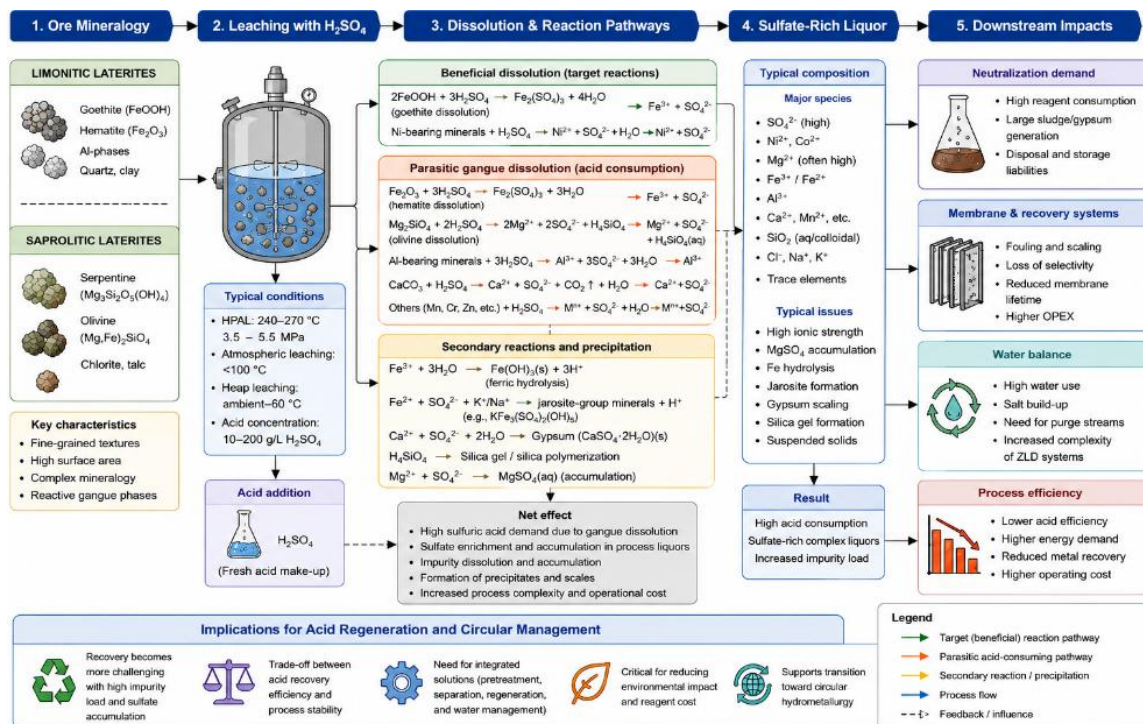 1. Ore Mineralogy
2. Leaching with H₂SO₄
3. Dissolution & Reaction Pathways
4. Sulfate-Rich Liquor
5. Downstream Impacts
LIMONITIC LATERITES
Goethite (FeOOH)
Hematite (Fe₂O₃)
Al-phases
Quartz, clay
SAPROLITIC LATERITES
Serpentine
(Mg₃Si₂O₅(OH)₄)
Olivine
(Mg,Fe)₂SiO₄
Chlorite, talc
Key characteristics
• Fine-grained textures
• High surface area
• Complex mineralogy
• Reactive gangue phases
Typical conditions
• HPAL: 240–270 °C
3.5 – 5.5 MPa
• Atmospheric leaching:
<100 °C
• Heap leaching:
ambient–60 °C
• Acid concentration:
10–200 g/L H₂SO₄
Acid addition
H₂SO₄
(Fresh acid make-up)
Beneficial dissolution (target reactions)
2FeOOH + 3H₂SO₄ → Fe₂(SO₄)₃ + 4H₂O
(goethite dissolution)
→ Fe³⁺ + SO₄²⁻
Ni-bearing minerals + H₂SO₄ → Ni²⁺ + SO₄²⁻ + H₂O → Ni²⁺ + SO₄²⁻
Parasitic gangue dissolution (acid consumption)
Fe₂O₃ + 3H₂SO₄ → Fe₂(SO₄)₃ + 3H₂O
(hematite dissolution)
→ Fe³⁺ + SO₄²⁻
Mg₂SiO₄ + 2H₂SO₄ → 2Mg²⁺ + 2SO₄²⁻ + H₄SiO₄ → Mg²⁺ + SO₄²⁻
(olivine dissolution)
+ H₄SiO₄(aq)
Al-bearing minerals + 3H₂SO₄ → Al³⁺ + 3SO₄²⁻ + 3H₂O → Al³⁺
CaCO₃ + H₂SO₄ → Ca²⁺ + SO₄²⁻ + CO₂ ↑ + H₂O → Ca²⁺+SO₄²⁻
Others (Mn, Cr, Zn, etc.) + H₂SO₄ → Mⁿ⁺ + SO₄²⁻ + H₂O → Mⁿ⁺+SO₄²⁻
Secondary reactions and precipitation
Fe³⁺ + 3H₂O → Fe(OH)₃(s) + 3H⁺
(ferric hydrolysis)
Fe²⁺ + SO₄²⁻ + K⁺/Na⁺ → jarosite-group minerals + H⁺
Ca²⁺ + SO₄²⁻ + 2H₂O → Gypsum (CaSO₄·2H₂O)(s)
H₄SiO₄ → Silica gel / silica polymerization
Mg²⁺ + SO₄²⁻ → MgSO₄(aq) (accumulation)
Net effect
• High sulfuric acid demand due to gangue dissolution
• Sulfate enrichment and accumulation in process liquors
• Impurity dissolution and accumulation
• Formation of precipitates and scales
• Increased process complexity and operational cost
Typical composition
Major species
• SO₄²⁻ (high)
• Ni²⁺, Co²⁺
• Mg²⁺ (often high)
• Fe³⁺ / Fe²⁺
• Al³⁺
• Ca²⁺, Mn²⁺, etc.
• SiO₂ (aq/colloidal)
• Cl⁻, Na⁺, K⁺
• Trace elements
Typical issues
• High ionic strength
• MgSO₄ accumulation
• Fe hydrolysis
• Jarosite formation
• Gypsum scaling
• Silica gel formation
• Suspended solids
Result
High acid consumption
Sulfate-rich complex liquors
Increased impurity load
Neutralization demand
• High reagent consumption
• Large sludge/gypsum
generation
• Disposal and storage
liabilities
Membrane & recovery systems
• Fouling and scaling
• Loss of selectivity
• Reduced membrane
lifetime
• Higher OPEX
Water balance
• High water use
• Salt build-up
• Need for purge streams
• Increased complexity
of ZLD systems
Process efficiency
• Lower acid efficiency
• Higher energy demand
• Reduced metal recovery
• Higher operating cost
Implications for Acid Regeneration and Circular Management
Recovery becomes
more challenging
with high impurity
load and sulfate
accumulation
Trade-off between
acid recovery
efficiency and
process stability
Need for integrated
solutions (pretreatment,
separation, regeneration,
and water management)
Critical for reducing
environmental impact
and reagent cost
Supports transition
toward circular
hydrometallurgy
Legend
Target (beneficial) reaction pathway
Parasitic acid-consuming pathway
Secondary reaction / precipitation
Process flow
Feedback / influence